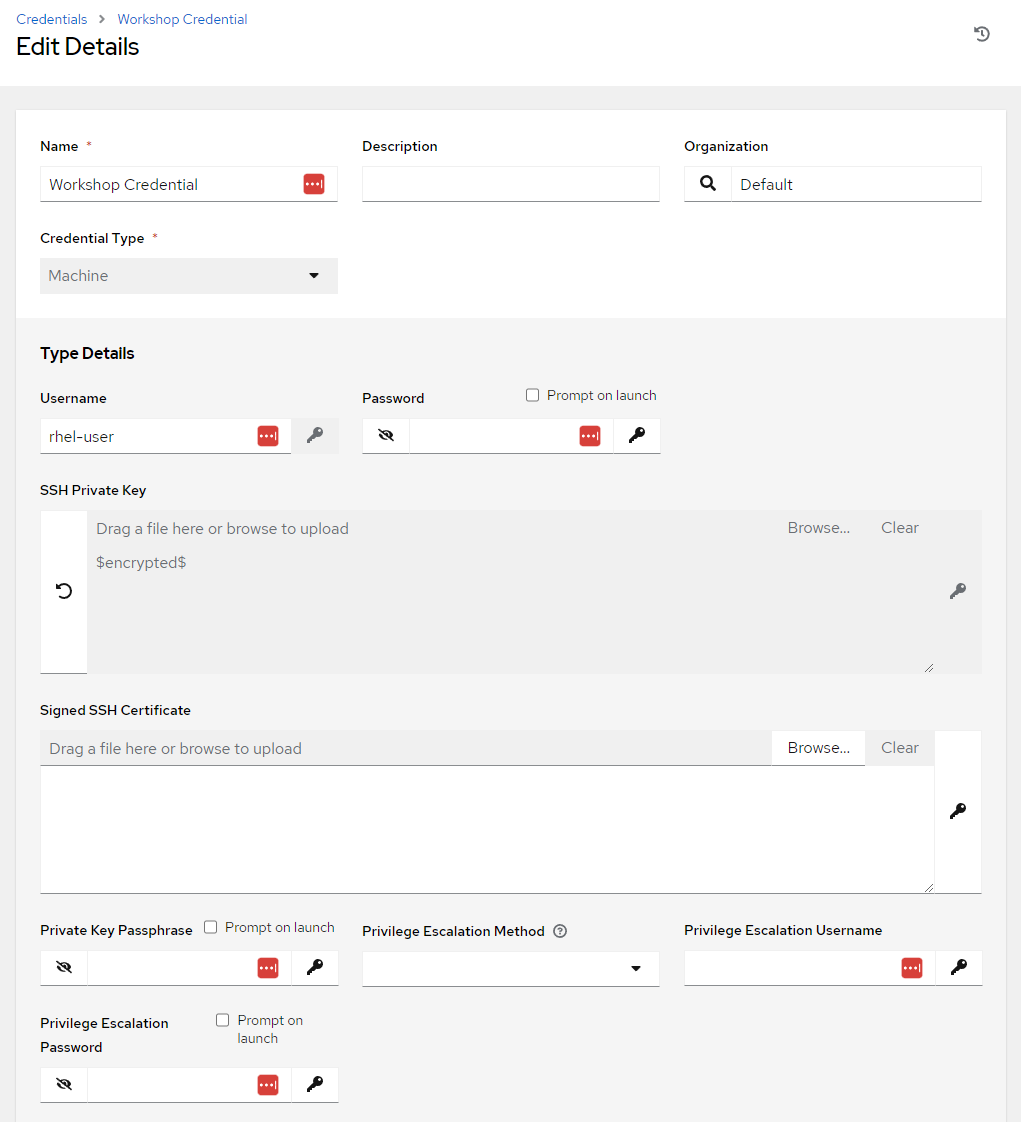 Credentials > Workshop Credential
Edit Details
Name * Description Organization
Workshop Credential Default
Credential Type *
Machine
Type Details
Username Password Prompt on launch
rhel-user
SSH Private Key
Drag a file here or browse to upload Browse... Clear
$encrypted$
Signed SSH Certificate
Drag a file here or browse to upload Browse... Clear
Private Key Passphrase Prompt on launch Privilege Escalation Method Privilege Escalation Username
Privilege Escalation Password Prompt on launch